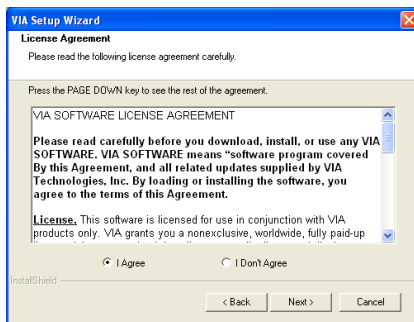 VIA Setup Wizard
License Agreement
Please read the following license agreement carefully.
Press the PAGE DOWN key to see the rest of the agreement.
VIA SOFTWARE LICENSE AGREEMENT
Please read carefully before you download, install, or use any VIA
SOFTWARE. VIA SOFTWARE means “software program covered
By this Agreement, and all related updates supplied by VIA
Technologies, Inc. By loading or installing the software, you
agree to the terms of this Agreement.
License. This software is licensed for use in conjunction with VIA
products only. VIA grants you a nonexclusive, worldwide, fully paid-up
I Agree
I Don't Agree
InstallShield
< Back
Next >
Cancel